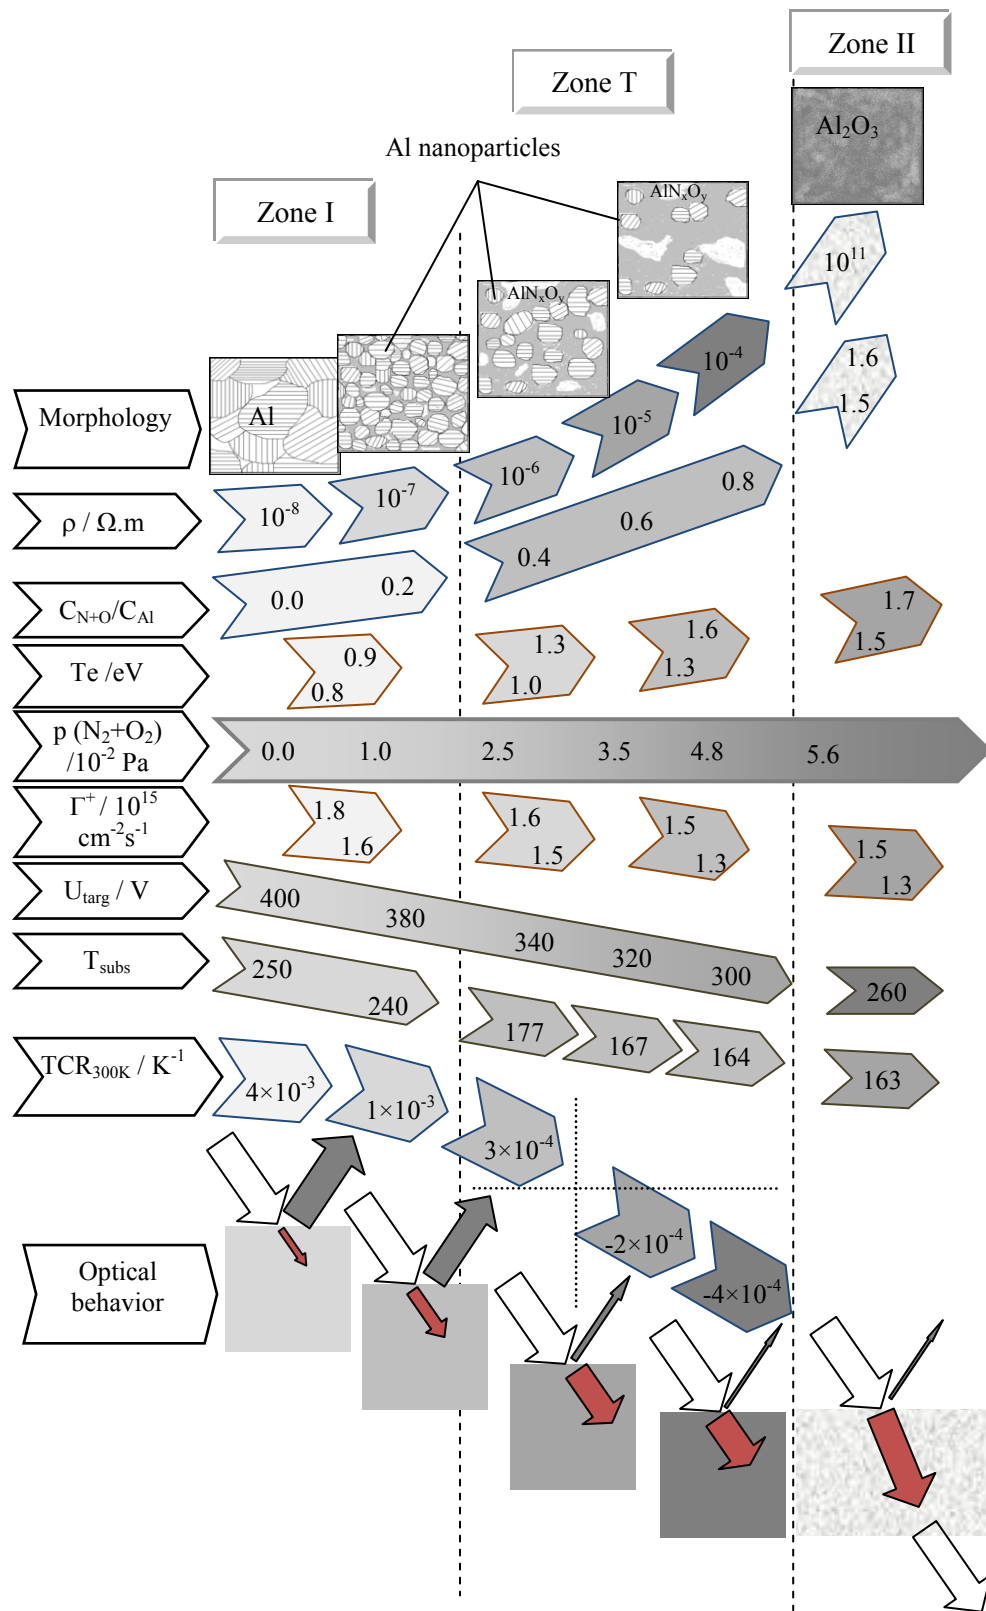 Zone II
Zone T
Al₂O₃
Al nanoparticles
AlNₓOᵧ
Zone I
10¹¹
AlNₓOᵧ
1.6
1.5
10⁻⁴
Morphology
Al
10⁻⁵
10⁻⁶
10⁻⁷
10⁻⁸
ρ / Ω.m
0.8
0.6
0.4
C_N+O/C_Al
0.0
0.2
1.7
1.5
Te /eV
0.9
0.8
1.3
1.0
1.6
1.3
p (N₂+O₂)
/10⁻² Pa
0.0 1.0 2.5 3.5 4.8 5.6
Γ⁺ / 10¹⁵
cm⁻²s⁻¹
1.8
1.6
1.6
1.5
1.5
1.3
1.5
1.3
U_targ / V
400
380
340
320
300
T_subs
250
240
177
167
164
260
163
TCR₃₀₀K / K⁻¹
4×10⁻³
1×10⁻³
3×10⁻⁴
-2×10⁻⁴
-4×10⁻⁴
Optical
behavior